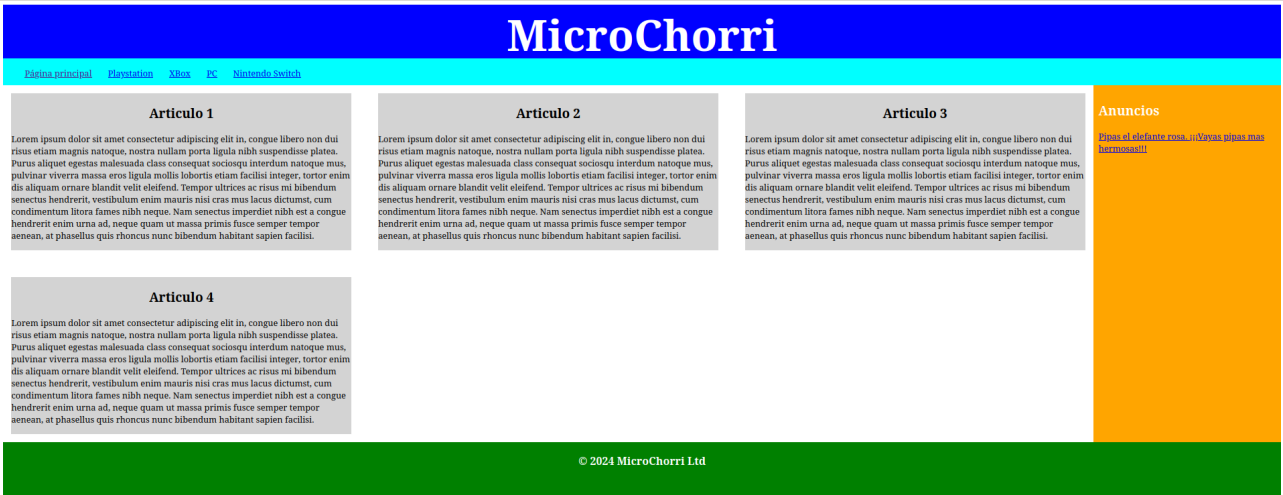 MicroChorri
Página principal Playstation XBox PC Nintendo Switch
Articulo 1
Lorem ipsum dolor sit amet consectetur adipiscing elit in, congue libero non dui
risus etiam magnis natoque, nostra nullam porta ligula nibh suspendisse platea.
Purus aliquet egestas malesuada class consequat sociosqu interdum natoque mus,
pulvinar viverra massa eros ligula mollis lobortis etiam facilisi integer, tortor enim
dis aliquam ornare blandit velit eleifend. Tempor ultrices ac risus mi bibendum
senectus hendrerit, vestibulum enim mauris nisi cras mus lacus dictumst, cum
condimentum litora fames nibh neque. Nam senectus imperdiet nibh est a congue
hendrerit enim urna ad, neque quam ut massa primis fusce semper tempor
aenean, at phasellus quis rhoncus nunc bibendum habitant sapien facilisi.
Articulo 2
Lorem ipsum dolor sit amet consectetur adipiscing elit in, congue libero non dui
risus etiam magnis natoque, nostra nullam porta ligula nibh suspendisse platea.
Purus aliquet egestas malesuada class consequat sociosqu interdum natoque mus,
pulvinar viverra massa eros ligula mollis lobortis etiam facilisi integer, tortor enim
dis aliquam ornare blandit velit eleifend. Tempor ultrices ac risus mi bibendum
senectus hendrerit, vestibulum enim mauris nisi cras mus lacus dictumst, cum
condimentum litora fames nibh neque. Nam senectus imperdiet nibh est a congue
hendrerit enim urna ad, neque quam ut massa primis fusce semper tempor
aenean, at phasellus quis rhoncus nunc bibendum habitant sapien facilisi.
Articulo 3
Lorem ipsum dolor sit amet consectetur adipiscing elit in, congue libero non dui
risus etiam magnis natoque, nostra nullam porta ligula nibh suspendisse platea.
Purus aliquet egestas malesuada class consequat sociosqu interdum natoque mus,
pulvinar viverra massa eros ligula mollis lobortis etiam facilisi integer, tortor enim
dis aliquam ornare blandit velit eleifend. Tempor ultrices ac risus mi bibendum
senectus hendrerit, vestibulum enim mauris nisi cras mus lacus dictumst, cum
condimentum litora fames nibh neque. Nam senectus imperdiet nibh est a congue
hendrerit enim urna ad, neque quam ut massa primis fusce semper tempor
aenean, at phasellus quis rhoncus nunc bibendum habitant sapien facilisi.
Anuncios
Pipas el elefante rosa. ¡¡¡Vayas pipas mas
hermosas!!!
Articulo 4
Lorem ipsum dolor sit amet consectetur adipiscing elit in, congue libero non dui
risus etiam magnis natoque, nostra nullam porta ligula nibh suspendisse platea.
Purus aliquet egestas malesuada class consequat sociosqu interdum natoque mus,
pulvinar viverra massa eros ligula mollis lobortis etiam facilisi integer, tortor enim
dis aliquam ornare blandit velit eleifend. Tempor ultrices ac risus mi bibendum
senectus hendrerit, vestibulum enim mauris nisi cras mus lacus dictumst, cum
condimentum litora fames nibh neque. Nam senectus imperdiet nibh est a congue
hendrerit enim urna ad, neque quam ut massa primis fusce semper tempor
aenean, at phasellus quis rhoncus nunc bibendum habitant sapien facilisi.
© 2024 MicroChorri Ltd